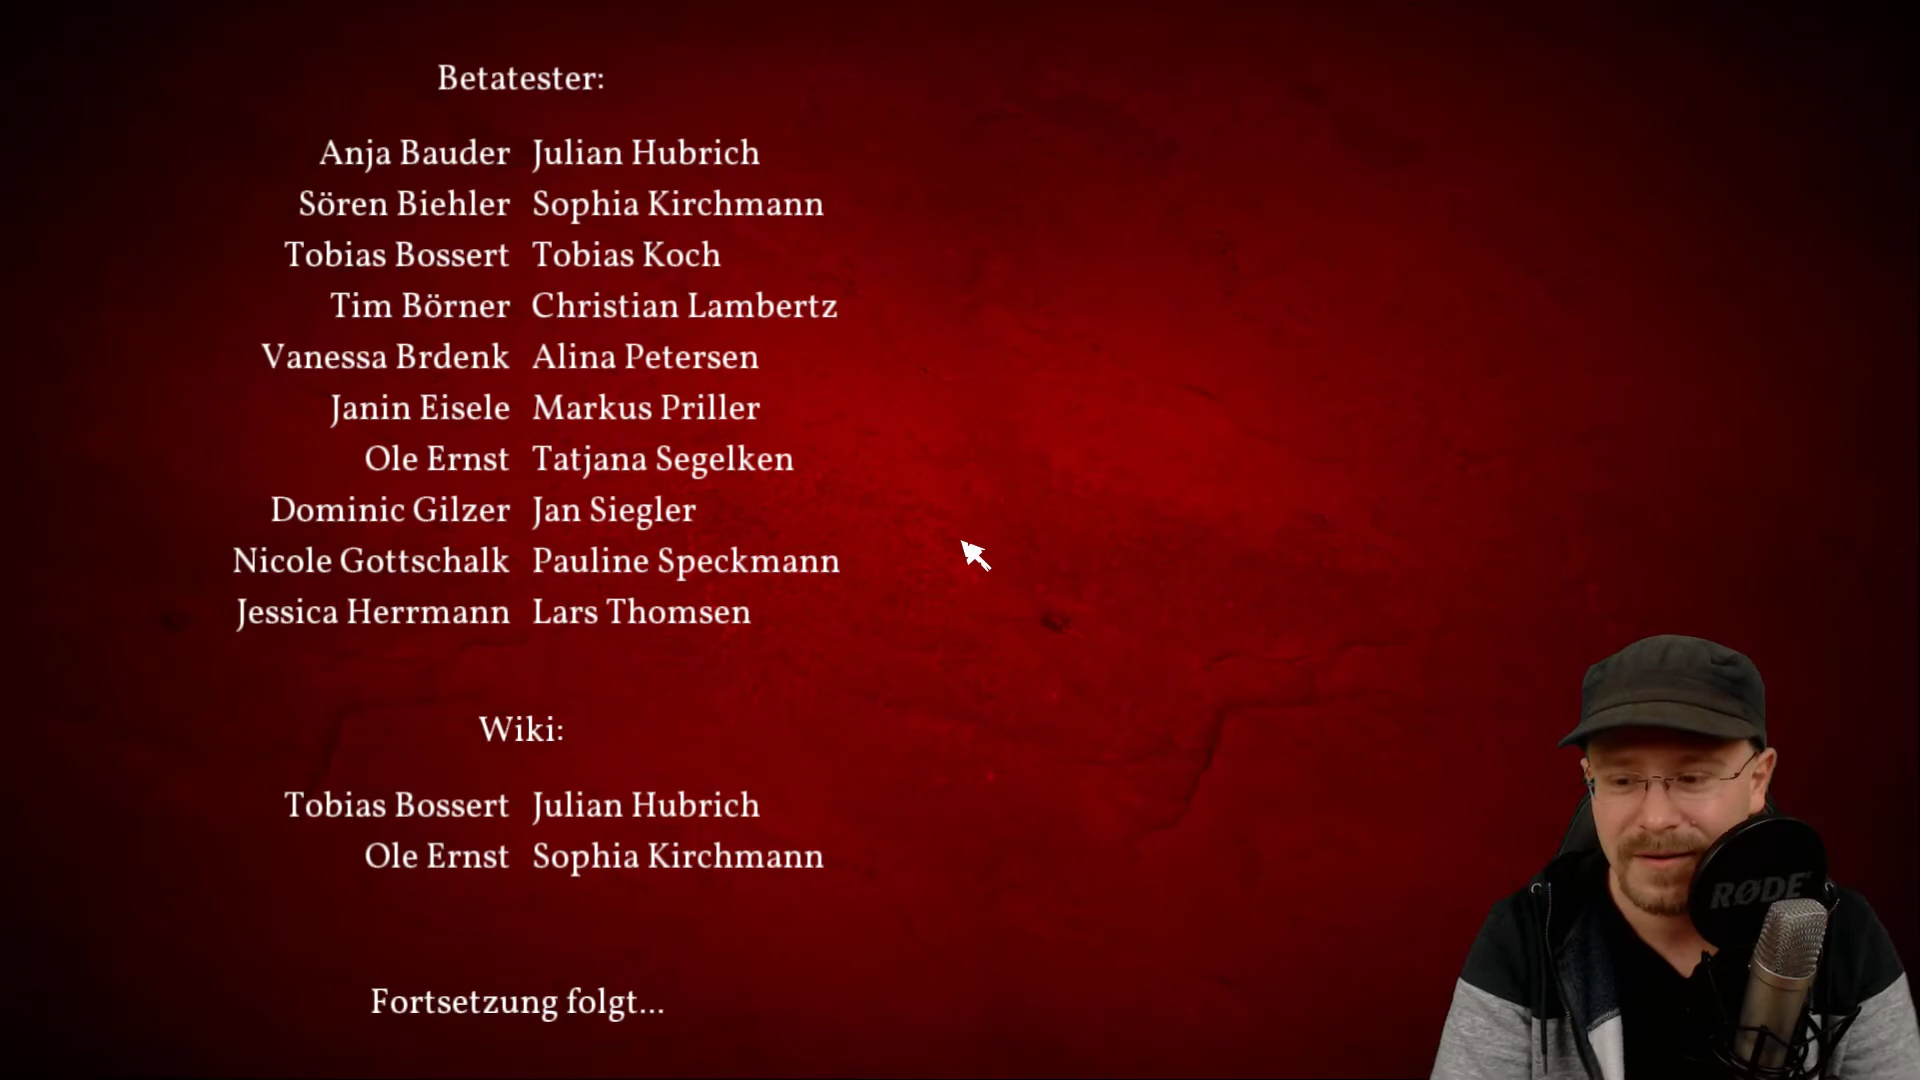 Betatester:
Anja Bauder Julian Hubrich
Sören Biehler Sophia Kirchmann
Tobias Bossert Tobias Koch
Tim Börner Christian Lambertz
Vanessa Brdenk Alina Petersen
Janin Eisele Markus Priller
Ole Ernst Tatjana Segelken
Dominic Gilzer Jan Siegler
Nicole Gottschalk Pauline Speckmann
Jessica Herrmann Lars Thomsen
Wiki:
Tobias Bossert Julian Hubrich
Ole Ernst Sophia Kirchmann
Fortsetzung folgt...
RØDE